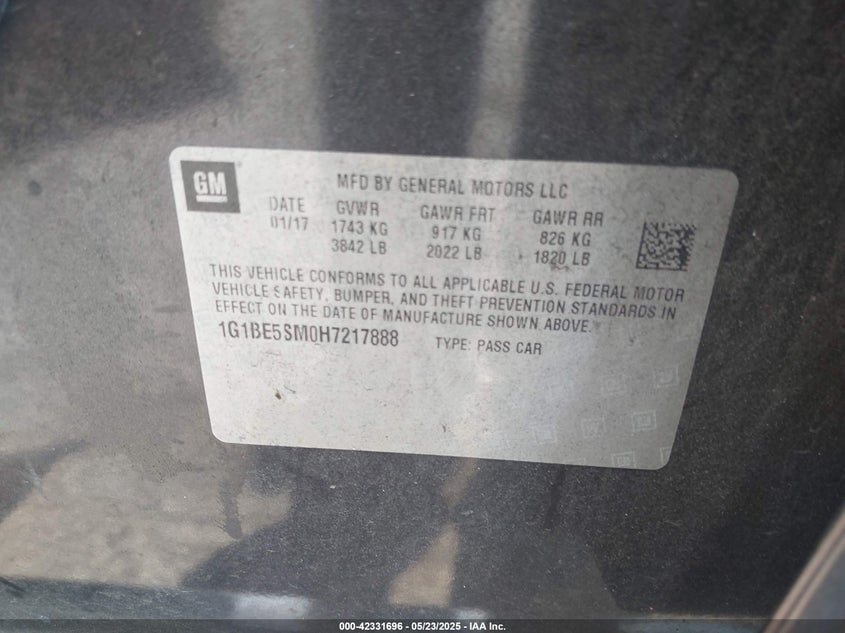 GM
MFD BY GENERAL MOTORS LLC
DATE GVWR GAWR FRT GAWR RR
01/17 1743 KG 917 KG 826 KG
3842 LB 2022 LB 1820 LB
THIS VEHICLE CONFORMS TO ALL APPLICABLE U.S. FEDERAL MOTOR
VEHICLE SAFETY, BUMPER, AND THEFT PREVENTION STANDARDS IN
EFFECT ON THE DATE OF MANUFACTURE SHOWN ABOVE.
1G1BE5SM0H7217888 TYPE: PASS CAR
000-42331696 - 05/23/2025 - IAA Inc.